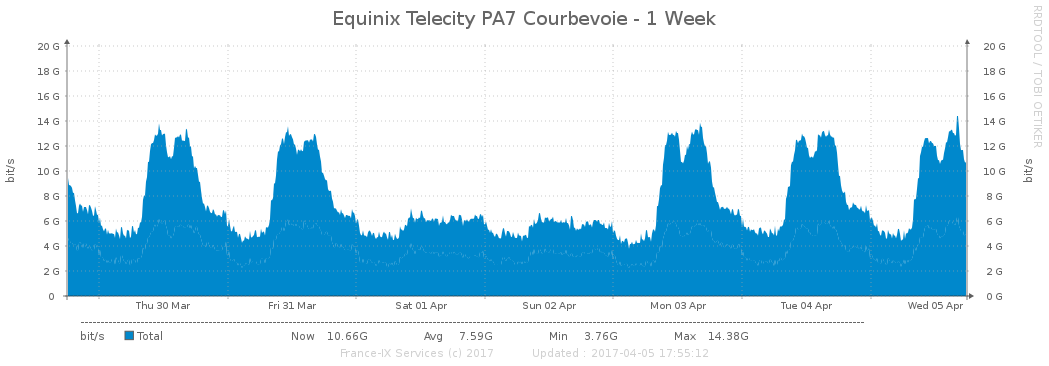 Equinix Telecity PA7 Courbevoie - 1 Week
RRDTOOL / TOBI OETIKER
bit/s
20 G 20 G
18 G 18 G
16 G 16 G
14 G 14 G
12 G 12 G
10 G 10 G
8 G 8 G
6 G 6 G
4 G 4 G
2 G 2 G
0 0 G
bit/s
Thu 30 Mar Fri 31 Mar Sat 01 Apr Sun 02 Apr Mon 03 Apr Tue 04 Apr Wed 05 Apr
bit/s Total Now 10.66G Avg 7.59G Min 3.76G Max 14.38G
France-IX Services (c) 2017 Updated : 2017-04-05 17:55:12